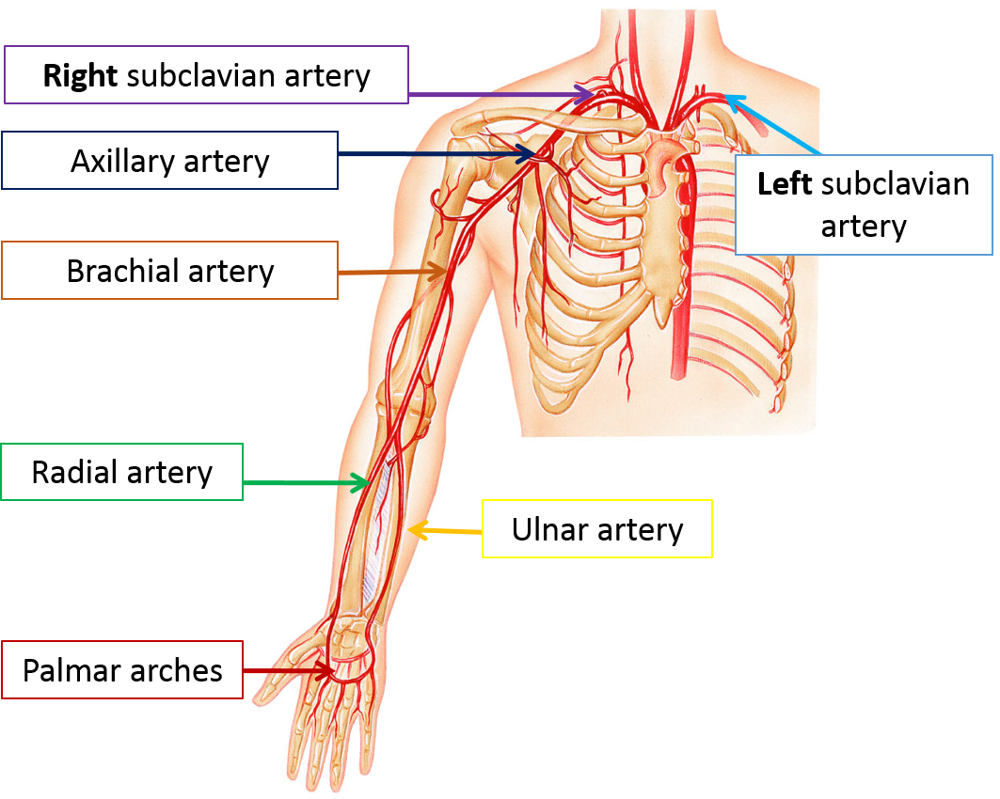 Right subclavian artery
Axillary artery
Left subclavian
artery
Brachial artery
Radial artery
Ulnar artery
Palmar arches